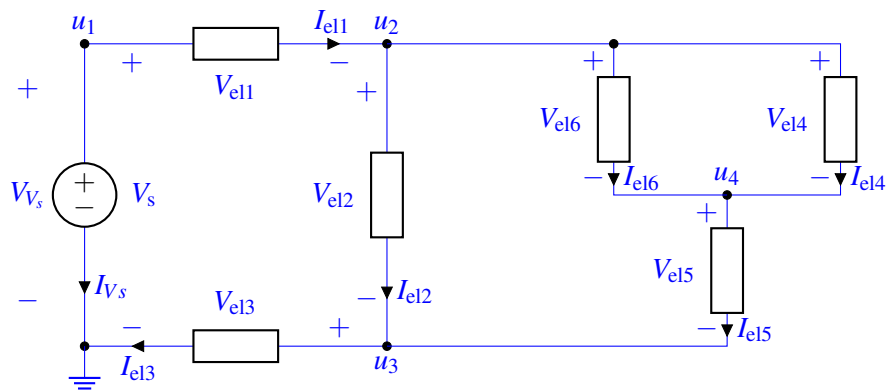 u1 Iel1 u2
+ + − +
+ Vel1 + Vel6 Vel4
VVs + − Vs Vel2 − Iel6 u4 − Iel4
+ Vel5
− IVs Vel3 − Iel2
− + − Iel5
Iel3 u3